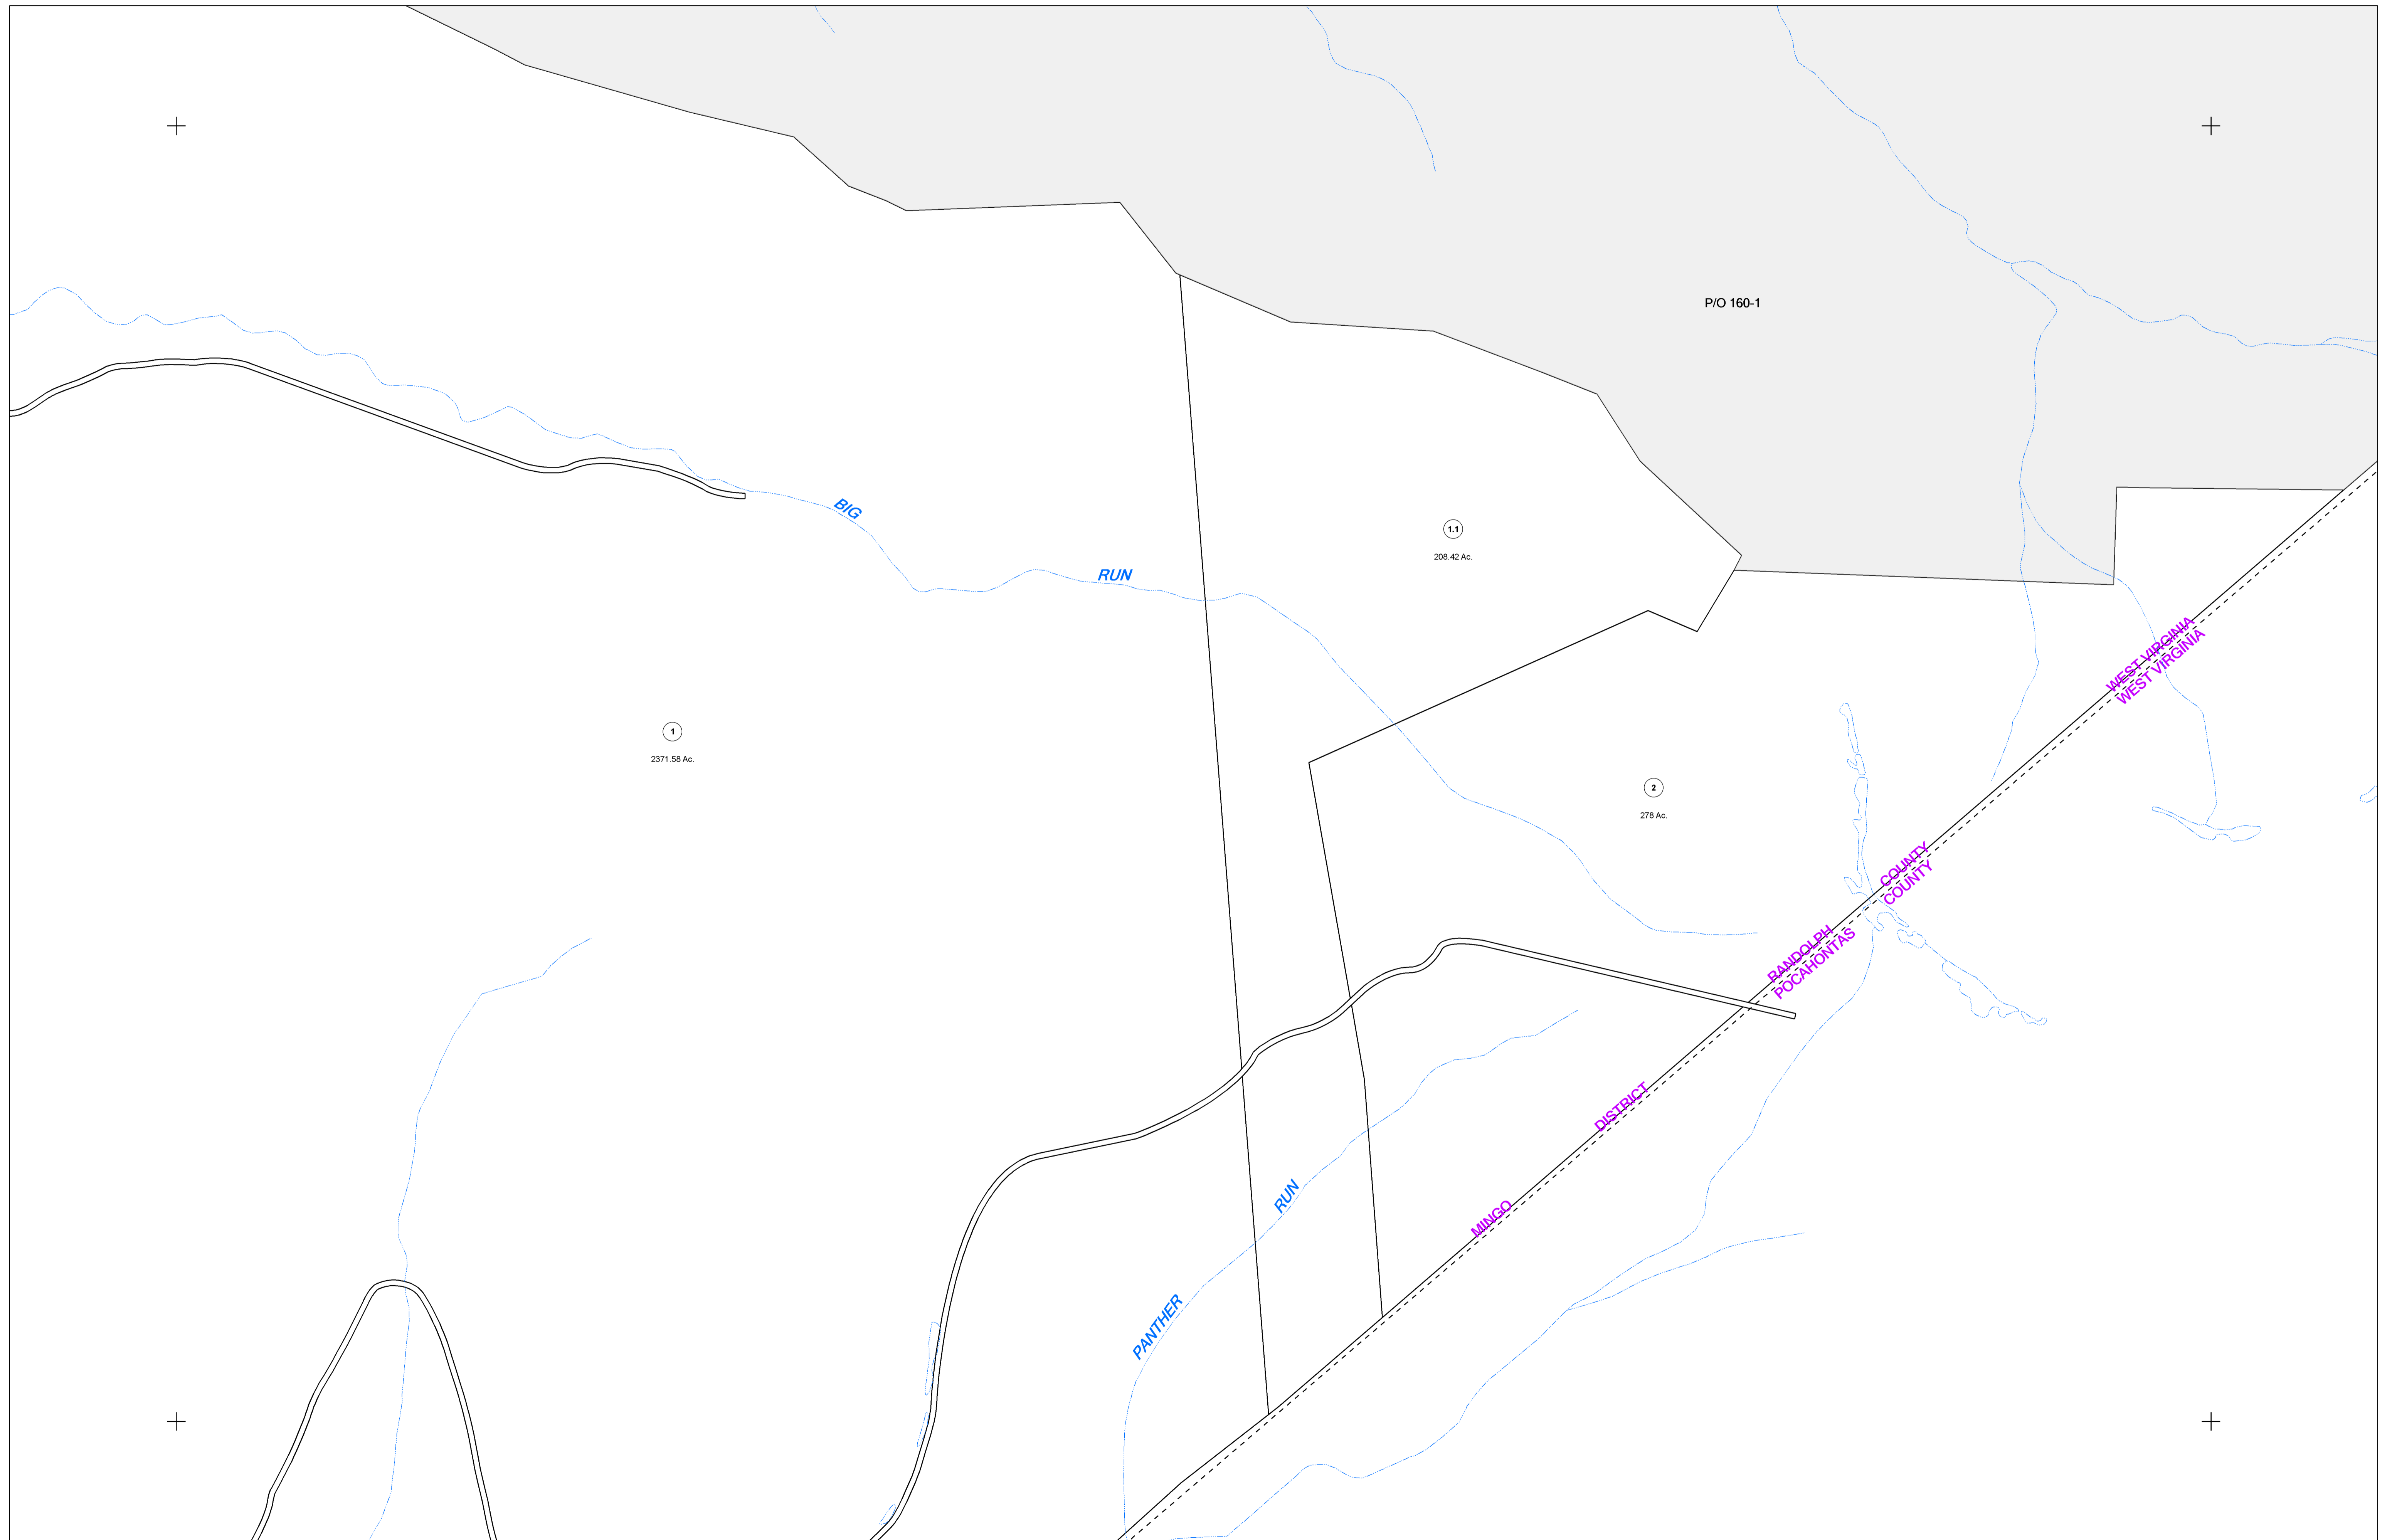 P/O 160-1
BIG
RUN
1.1
208.42 Ac.
1
2371.58 Ac.
2
278 Ac.
WEST VIRGINIA
WEST VIRGINIA
COUNTY
COUNTY
RANDOLPH
POCAHONTAS
DISTRICT
MINGO
RUN
PANTHER